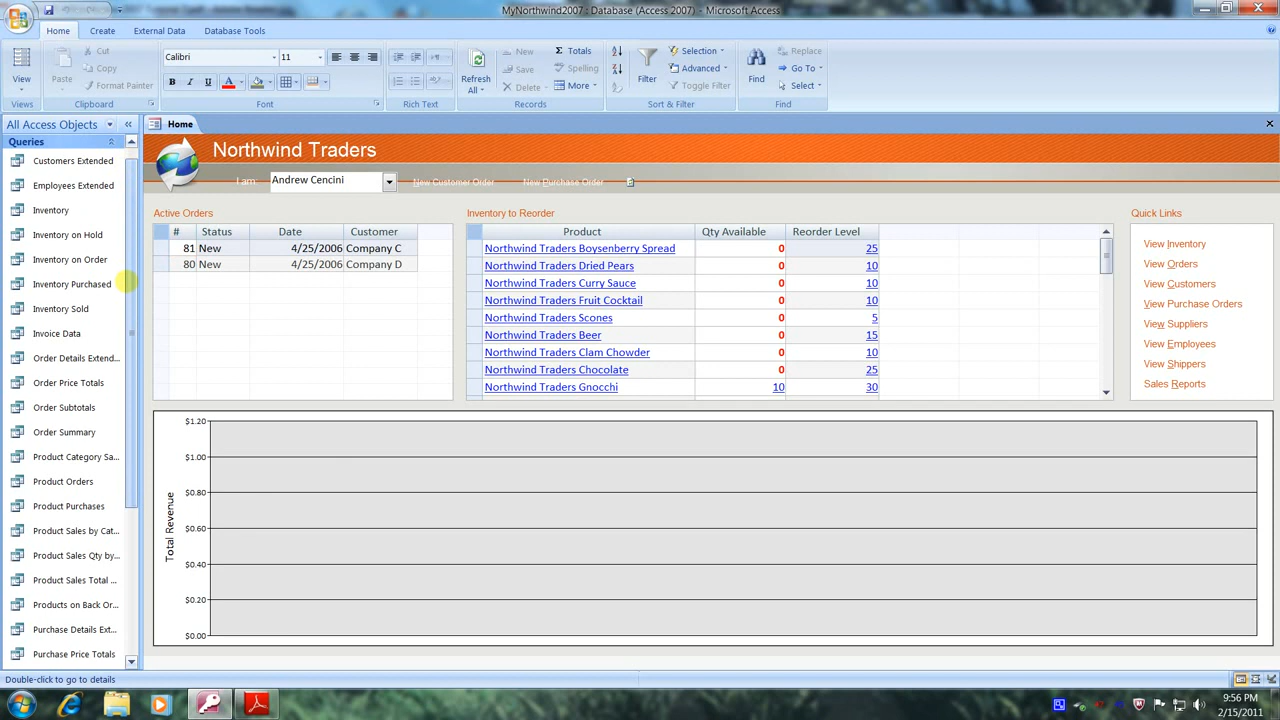 MyNorthwind2007 : Database (Access 2007) - Microsoft Access
Home Create External Data Database Tools
View
Views
Paste
Cut
Copy
Format Painter
Clipboard
Calibri 11
B I U A
Font
Rich Text
Refresh
All
New
Save
Delete
Totals
Spelling
More
Records
Filter
Selection
Advanced
Toggle Filter
Sort & Filter
Find
Replace
Go To
Select
Find
All Access Objects
Queries
Customers Extended
Employees Extended
Inventory
Inventory on Hold
Inventory on Order
Inventory Purchased
Inventory Sold
Invoice Data
Order Details Extend...
Order Price Totals
Order Subtotals
Order Summary
Product Category Sa...
Product Orders
Product Purchases
Product Sales by Cat...
Product Sales Qty by...
Product Sales Total ...
Products on Back Or...
Purchase Details Ext...
Purchase Price Totals
Home
Northwind Traders
I am: Andrew Cencini New Customer Order New Purchase Order
Active Orders
# Status Date Customer
81 New 4/25/2006 Company C
80 New 4/25/2006 Company D
Inventory to Reorder
Product Qty Available Reorder Level
Northwind Traders Boysenberry Spread 0 25
Northwind Traders Dried Pears 0 10
Northwind Traders Curry Sauce 0 10
Northwind Traders Fruit Cocktail 0 10
Northwind Traders Scones 0 5
Northwind Traders Beer 0 15
Northwind Traders Clam Chowder 0 10
Northwind Traders Chocolate 0 25
Northwind Traders Gnocchi 10 30
Quick Links
View Inventory
View Orders
View Customers
View Purchase Orders
View Suppliers
View Employees
View Shippers
Sales Reports
Total Revenue
$1.20
$1.00
$0.80
$0.60
$0.40
$0.20
$0.00
Double-click to go to details
9:56 PM
2/15/2011